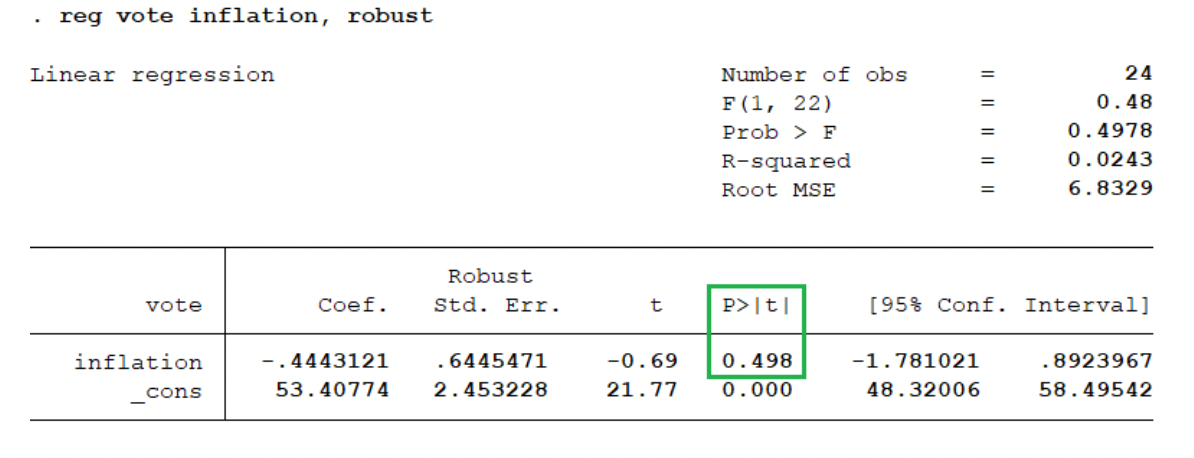 . reg vote inflation, robust
Linear regression Number of obs = 24
F(1, 22) = 0.48
Prob > F = 0.4978
R-squared = 0.0243
Root MSE = 6.8329
Robust
vote Coef. Std. Err. t P>|t| [95% Conf. Interval]
inflation -.4443121 .6445471 -0.69 0.498 -1.781021 .8923967
_cons 53.40774 2.453228 21.77 0.000 48.32006 58.49542